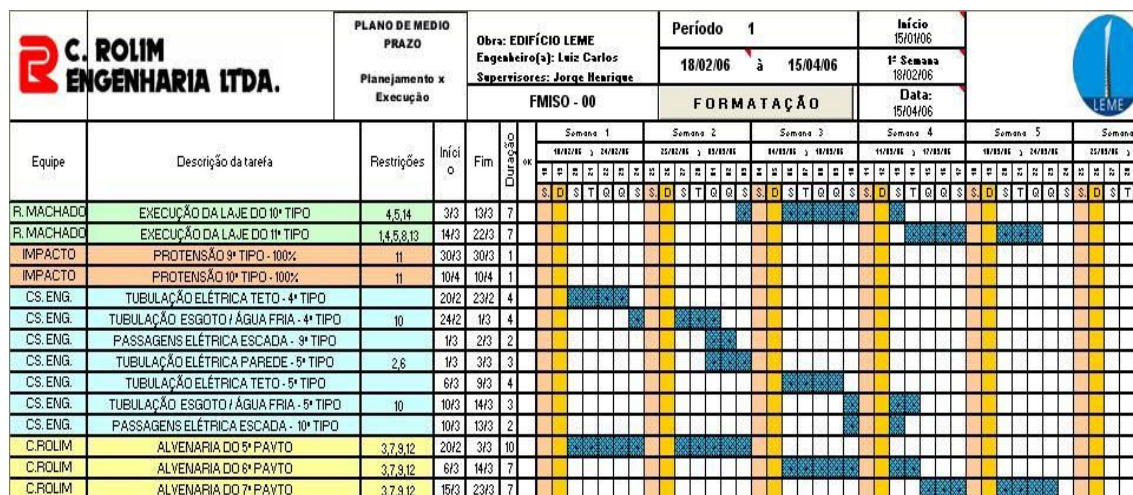 C. ROLIM
ENGENHARIA LTDA.
PLANO DE MEDIO
PRAZO
Planejamento x
Execução
Obra: EDIFÍCIO LEME
Engenheiro(a): Luiz Carlos
Supervisores: Jorge Henrique
FMISO - 00
Período 1
18/02/06 à 15/04/06
FORMATAÇÃO
Início
15/01/06
1ª Semana
18/02/06
Data:
15/04/06
LEME
Equipe Descrição da tarefa Restrições Início Fim Duração OK
Semana 1 Semana 2 Semana 3 Semana 4 Semana 5 Semana
S. D S T Q Q S S. D S T Q Q S S. D S T Q Q S S. D S T Q Q S S. D S T Q Q S S. D S T
R. MACHADO EXECUÇÃO DA LAJE DO 10º TIPO 4,5,14 3/3 13/3 7
R. MACHADO EXECUÇÃO DA LAJE DO 11º TIPO 1,4,5,8,13 14/3 22/3 7
IMPACTO PROTENSÃO 9º TIPO - 100% 11 30/3 30/3 1
IMPACTO PROTENSÃO 10º TIPO - 100% 11 10/4 10/4 1
CS. ENG. TUBULAÇÃO ELÉTRICA TETO - 4º TIPO 20/2 23/2 4
CS. ENG. TUBULAÇÃO ESGOTO / ÁGUA FRIA - 4º TIPO 10 24/2 1/3 4
CS. ENG. PASSAGENS ELÉTRICA ESCADA - 9º TIPO 1/3 2/3 2
CS. ENG. TUBULAÇÃO ELÉTRICA PAREDE - 5º TIPO 2,6 1/3 3/3 3
CS. ENG. TUBULAÇÃO ELÉTRICA TETO - 5º TIPO 6/3 9/3 4
CS. ENG. TUBULAÇÃO ESGOTO / ÁGUA FRIA - 5º TIPO 10 10/3 14/3 3
CS. ENG. PASSAGENS ELÉTRICA ESCADA - 10º TIPO 10/3 13/3 2
C.ROLIM ALVENARIA DO 5º PAVTO 3,7,9,12 20/2 3/3 10
C.ROLIM ALVENARIA DO 6º PAVTO 3,7,9,12 6/3 14/3 7
C.ROLIM ALVENARIA DO 7º PAVTO 3,7,9,12 15/3 23/3 7